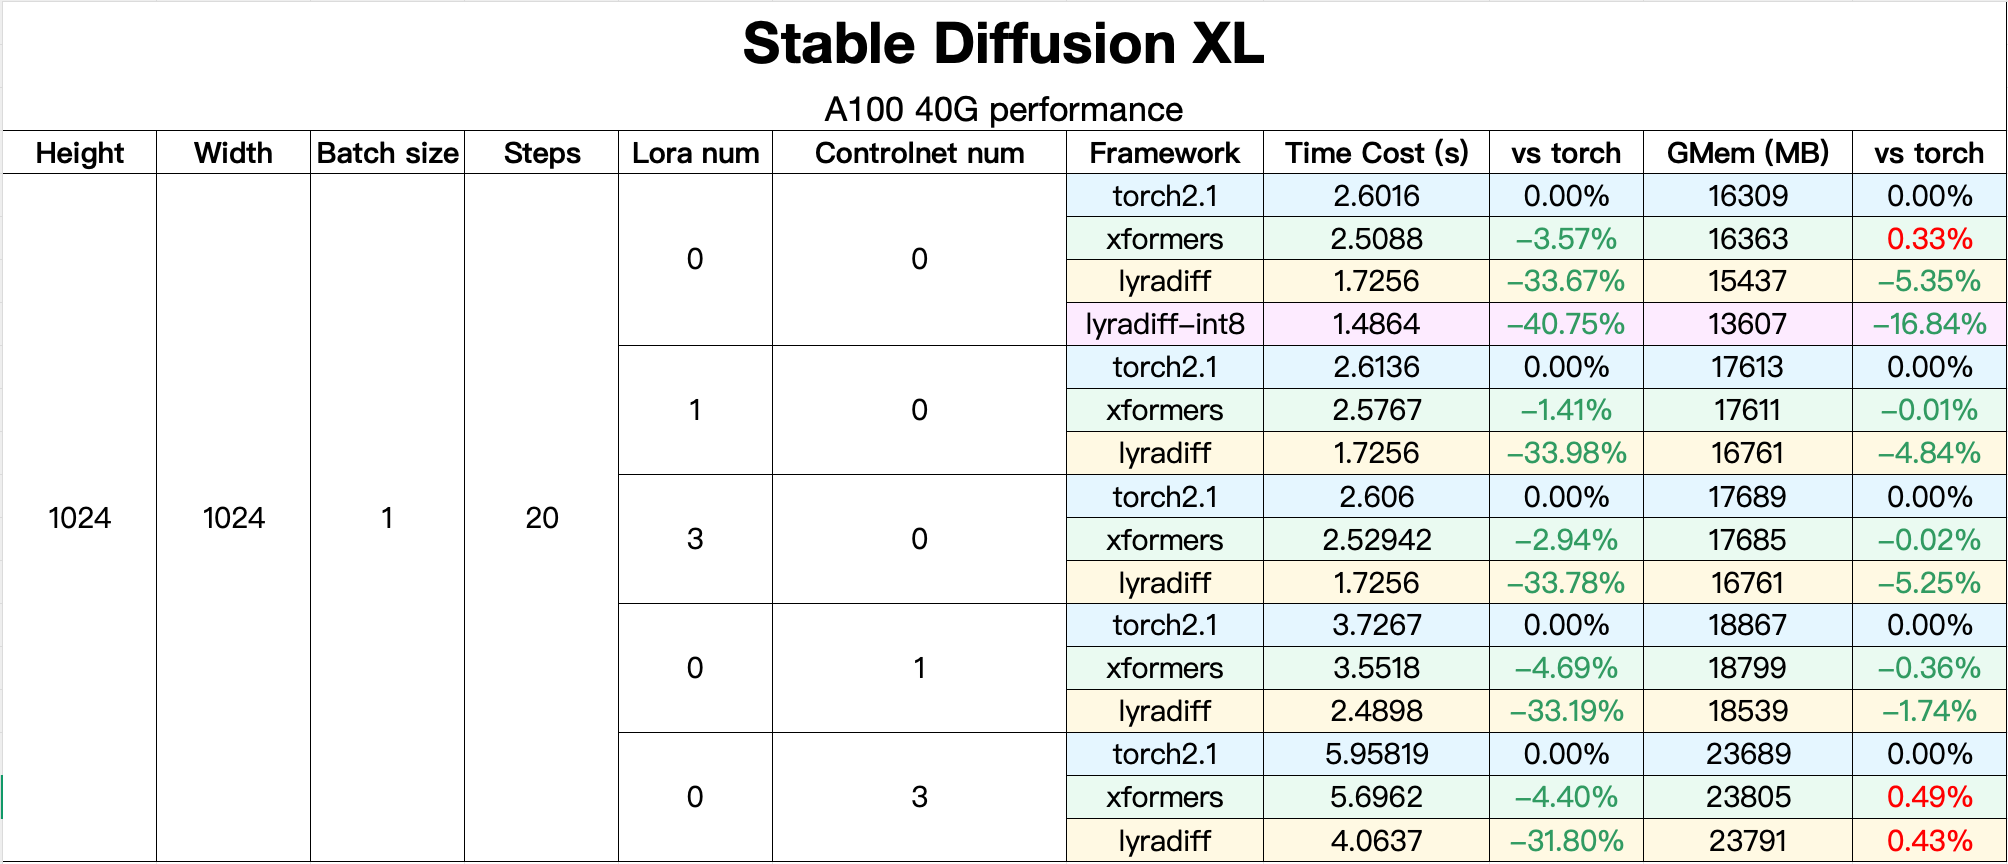 Stable Diffusion XL
A100 40G performance
Height Width Batch size Steps Lora num Controlnet num Framework Time Cost (s) vs torch GMem (MB) vs torch
1024 1024 1 20 0 0 torch2.1 2.6016 0.00% 16309 0.00%
xformers 2.5088 −3.57% 16363 0.33%
lyradiff 1.7256 −33.67% 15437 −5.35%
lyradiff−int8 1.4864 −40.75% 13607 −16.84%
1 0 torch2.1 2.6136 0.00% 17613 0.00%
xformers 2.5767 −1.41% 17611 −0.01%
lyradiff 1.7256 −33.98% 16761 −4.84%
3 0 torch2.1 2.606 0.00% 17689 0.00%
xformers 2.52942 −2.94% 17685 −0.02%
lyradiff 1.7256 −33.78% 16761 −5.25%
0 1 torch2.1 3.7267 0.00% 18867 0.00%
xformers 3.5518 −4.69% 18799 −0.36%
lyradiff 2.4898 −33.19% 18539 −1.74%
0 3 torch2.1 5.95819 0.00% 23689 0.00%
xformers 5.6962 −4.40% 23805 0.49%
lyradiff 4.0637 −31.80% 23791 0.43%